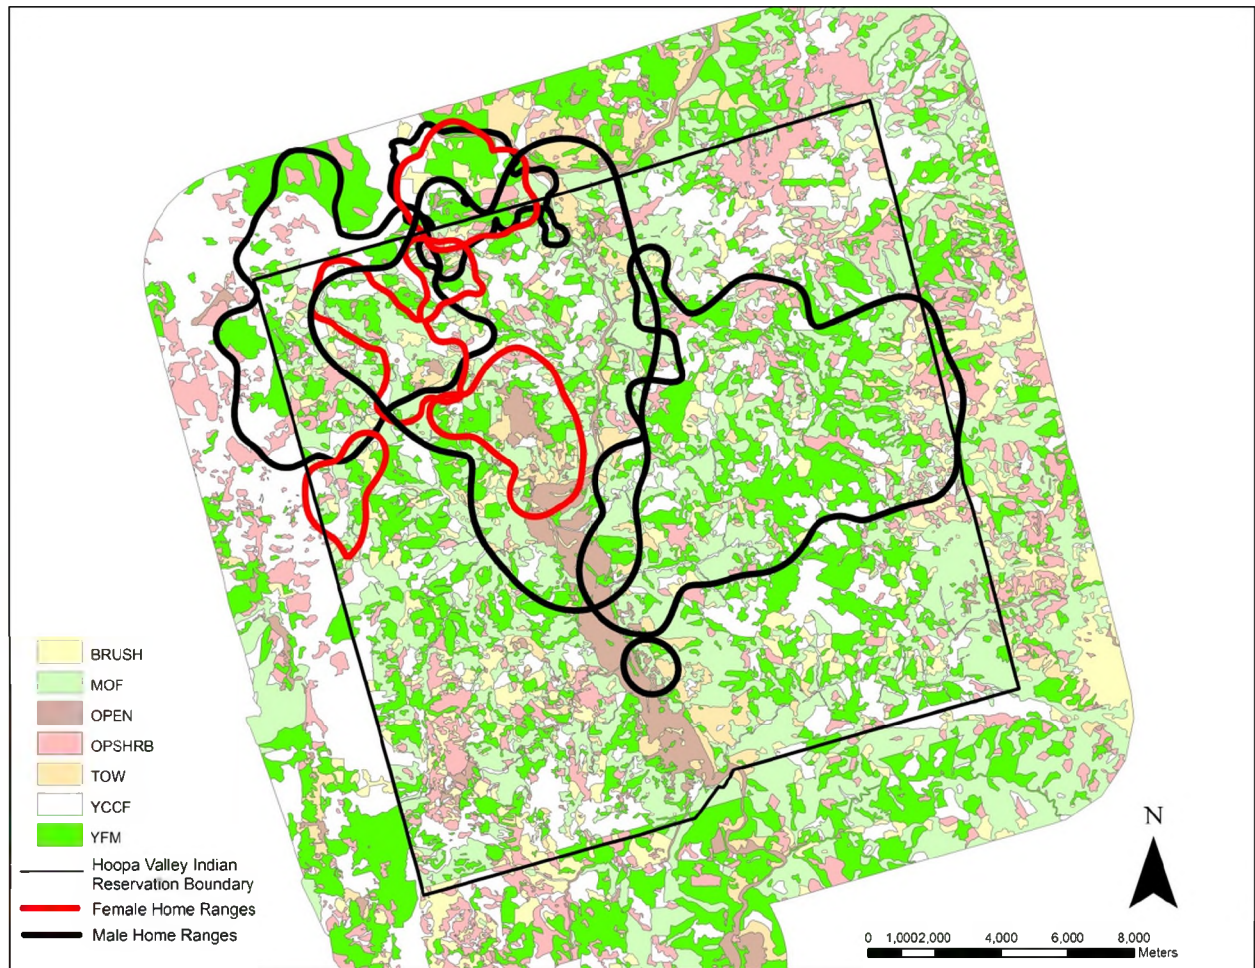 BRUSH
MOF
OPEN
OPSHRB
TOW
YCCF
YFM
Hoopa Valley Indian
Reservation Boundary
Female Home Ranges
Male Home Ranges
N
0 1,0002,000 4,000 6,000 8,000
Meters